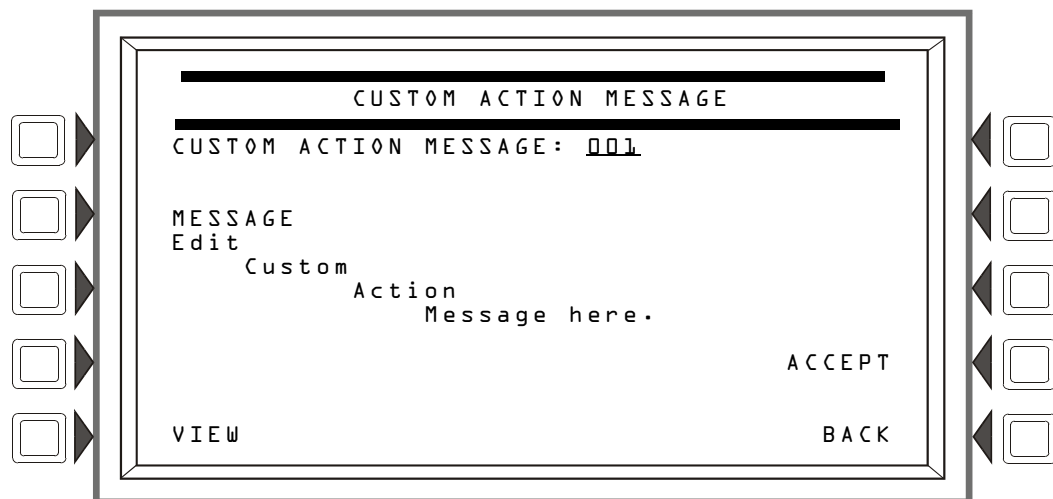 CUSTOM ACTION MESSAGE
CUSTOM ACTION MESSAGE: 001
MESSAGE
Edit
Custom
Action
Message here.
ACCEPT
VIEW
BACK